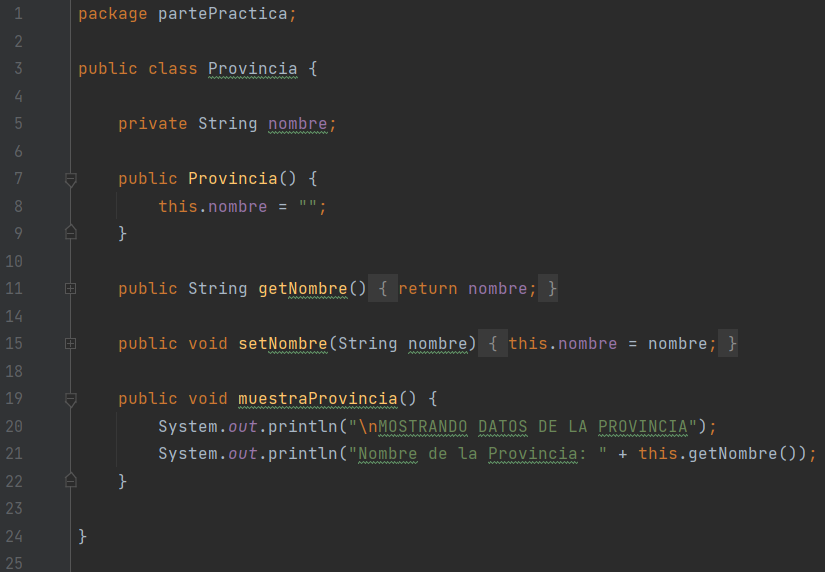 1 package partePractica;
2
3 public class Provincia {
4
5 private String nombre;
6
7 public Provincia() {
8 this.nombre = "";
9 }
10
11 public String getNombre() { return nombre; }
14
15 public void setNombre(String nombre) { this.nombre = nombre; }
18
19 public void muestraProvincia() {
20 System.out.println("\nMOSTRANDO DATOS DE LA PROVINCIA");
21 System.out.println("Nombre de la Provincia: " + this.getNombre());
22 }
23
24 }
25